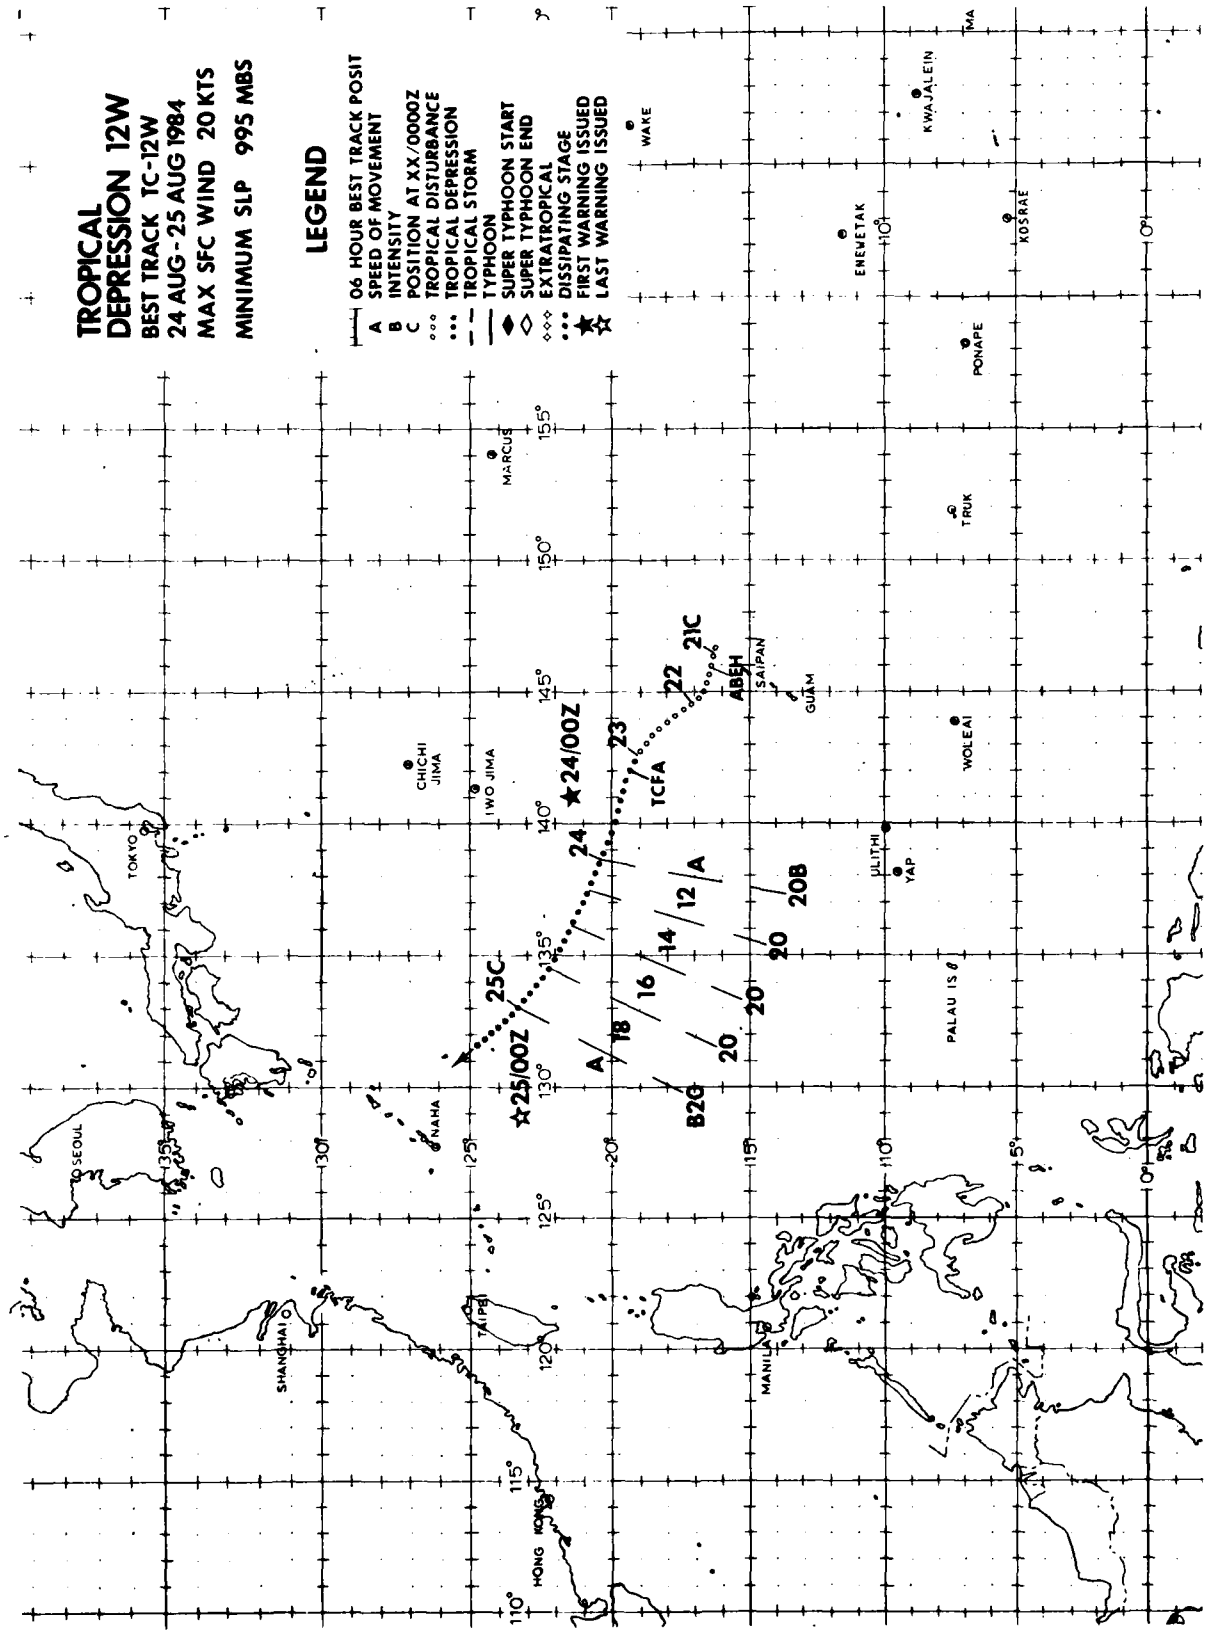 TROPICAL
DEPRESSION 12W
BEST TRACK TC-12W
24 AUG-25 AUG 1984
MAX SFC WIND 20 KTS
MINIMUM SLP 995 MBS
LEGEND
06 HOUR BEST TRACK POSIT
A SPEED OF MOVEMENT
B INTENSITY
C POSITION AT XX/0000Z
TROPICAL DISTURBANCE
TROPICAL DEPRESSION
TROPICAL STORM
TYPHOON
SUPER TYPHOON START
SUPER TYPHOON END
EXTRATROPICAL
DISSIPATING STAGE
★ FIRST WARNING ISSUED
☆ LAST WARNING ISSUED
SEOUL
TOKYO
SHANGHAI
TAIPEI
HONG KONG
NAHA
CHICHI
JIMA
IWO JIMA
MARCUS
WAKE
MANILA
SAIPAN
GUAM
ULITHI
YAP
PALAU IS
WOLEAI
TRUK
PONAPE
ENEWETAK
KOSRAE
KWAJALEIN
MA
35°
30°
25°
20°
15°
10°
5°
0°
10°
0°
110°
115°
120°
125°
130°
135°
140°
145°
150°
155°
☆25/00Z
25C
24
★24/00Z
23
TCFA
22
21C
ABEH
A
18
16
14
12
A
B20
20
20
20
20B